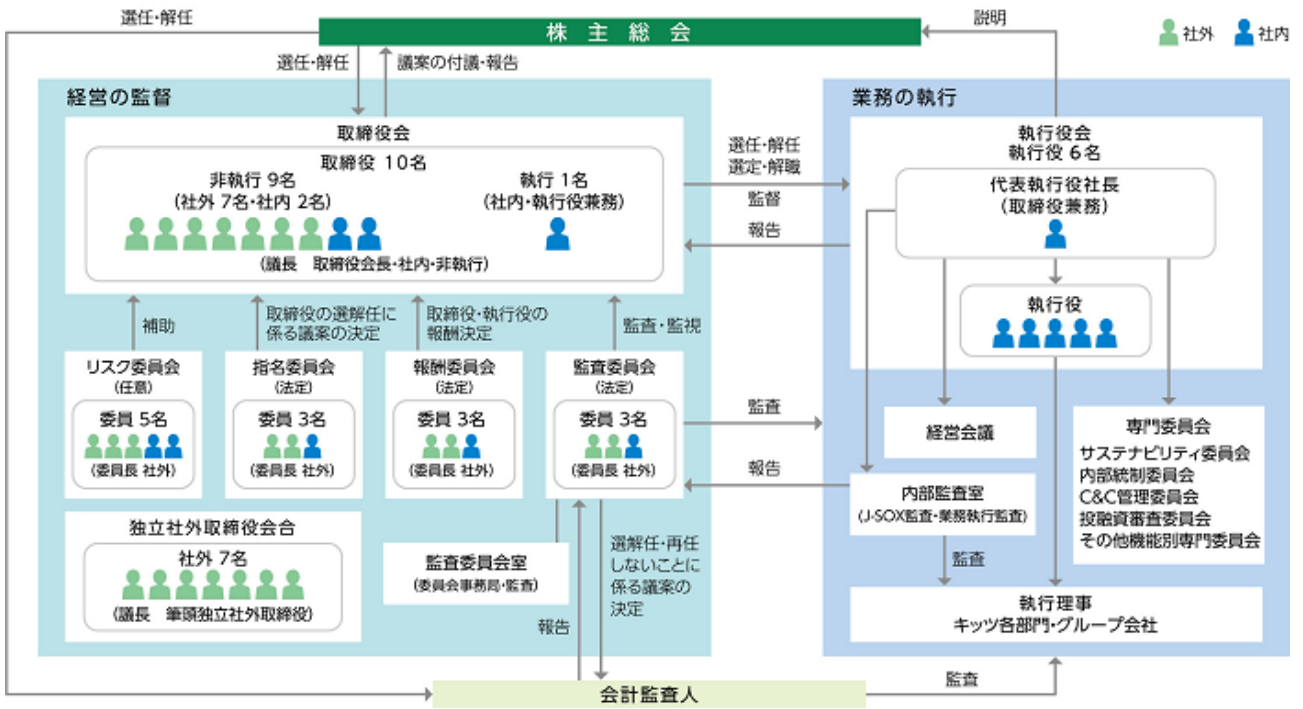 選任・解任
株主総会
説明
社外
社内
選任・解任
議案の付議・報告
経営の監督
取締役会
取締役 10名
非執行 9名
(社外 7名・社内 2名)
執行 1名
(社内・執行役兼務)
(議長　取締役会長・社内・非執行)
選任・解任
選定・解職
監督
報告
業務の執行
執行役会
執行役 6名
代表執行役社長
(取締役兼務)
執行役
補助
取締役の選解任に
係る議案の決定
取締役・執行役の
報酬決定
監査・監視
リスク委員会
(任意)
委員 5名
(委員長 社外)
指名委員会
(法定)
委員 3名
(委員長 社外)
報酬委員会
(法定)
委員 3名
(委員長 社外)
監査委員会
(法定)
委員 3名
(委員長 社外)
監査
報告
経営会議
専門委員会
サステナビリティ委員会
内部統制委員会
C&C管理委員会
投融資審査委員会
その他機能別専門委員会
内部監査室
(J-SOX監査・業務執行監査)
監査
独立社外取締役会合
社外 7名
(議長　筆頭独立社外取締役)
監査委員会室
(委員会事務局・監査)
選解任・再任
しないことに
係る議案の
決定
報告
執行理事
キッツ各部門・グループ会社
会計監査人
監査